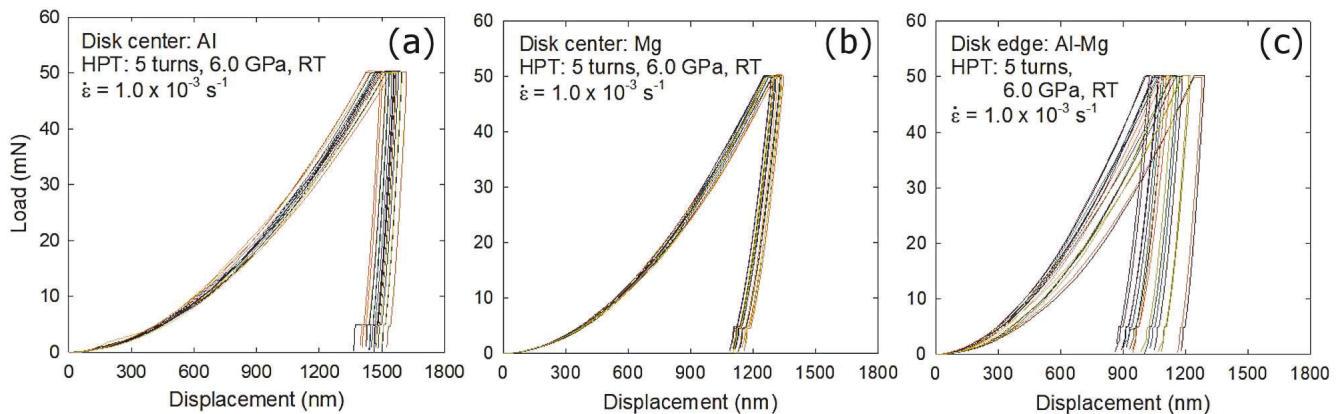 (a)
Disk center: Al
HPT: 5 turns, 6.0 GPa, RT
ε̇ = 1.0 x 10⁻³ s⁻¹
Load (mN)
60
50
40
30
20
10
0
0 300 600 900 1200 1500 1800
Displacement (nm)
(b)
Disk center: Mg
HPT: 5 turns, 6.0 GPa, RT
ε̇ = 1.0 x 10⁻³ s⁻¹
60
50
40
30
20
10
0
0 300 600 900 1200 1500 1800
Displacement (nm)
(c)
Disk edge: Al-Mg
HPT: 5 turns,
6.0 GPa, RT
ε̇ = 1.0 x 10⁻³ s⁻¹
60
50
40
30
20
10
0
0 300 600 900 1200 1500 1800
Displacement (nm)